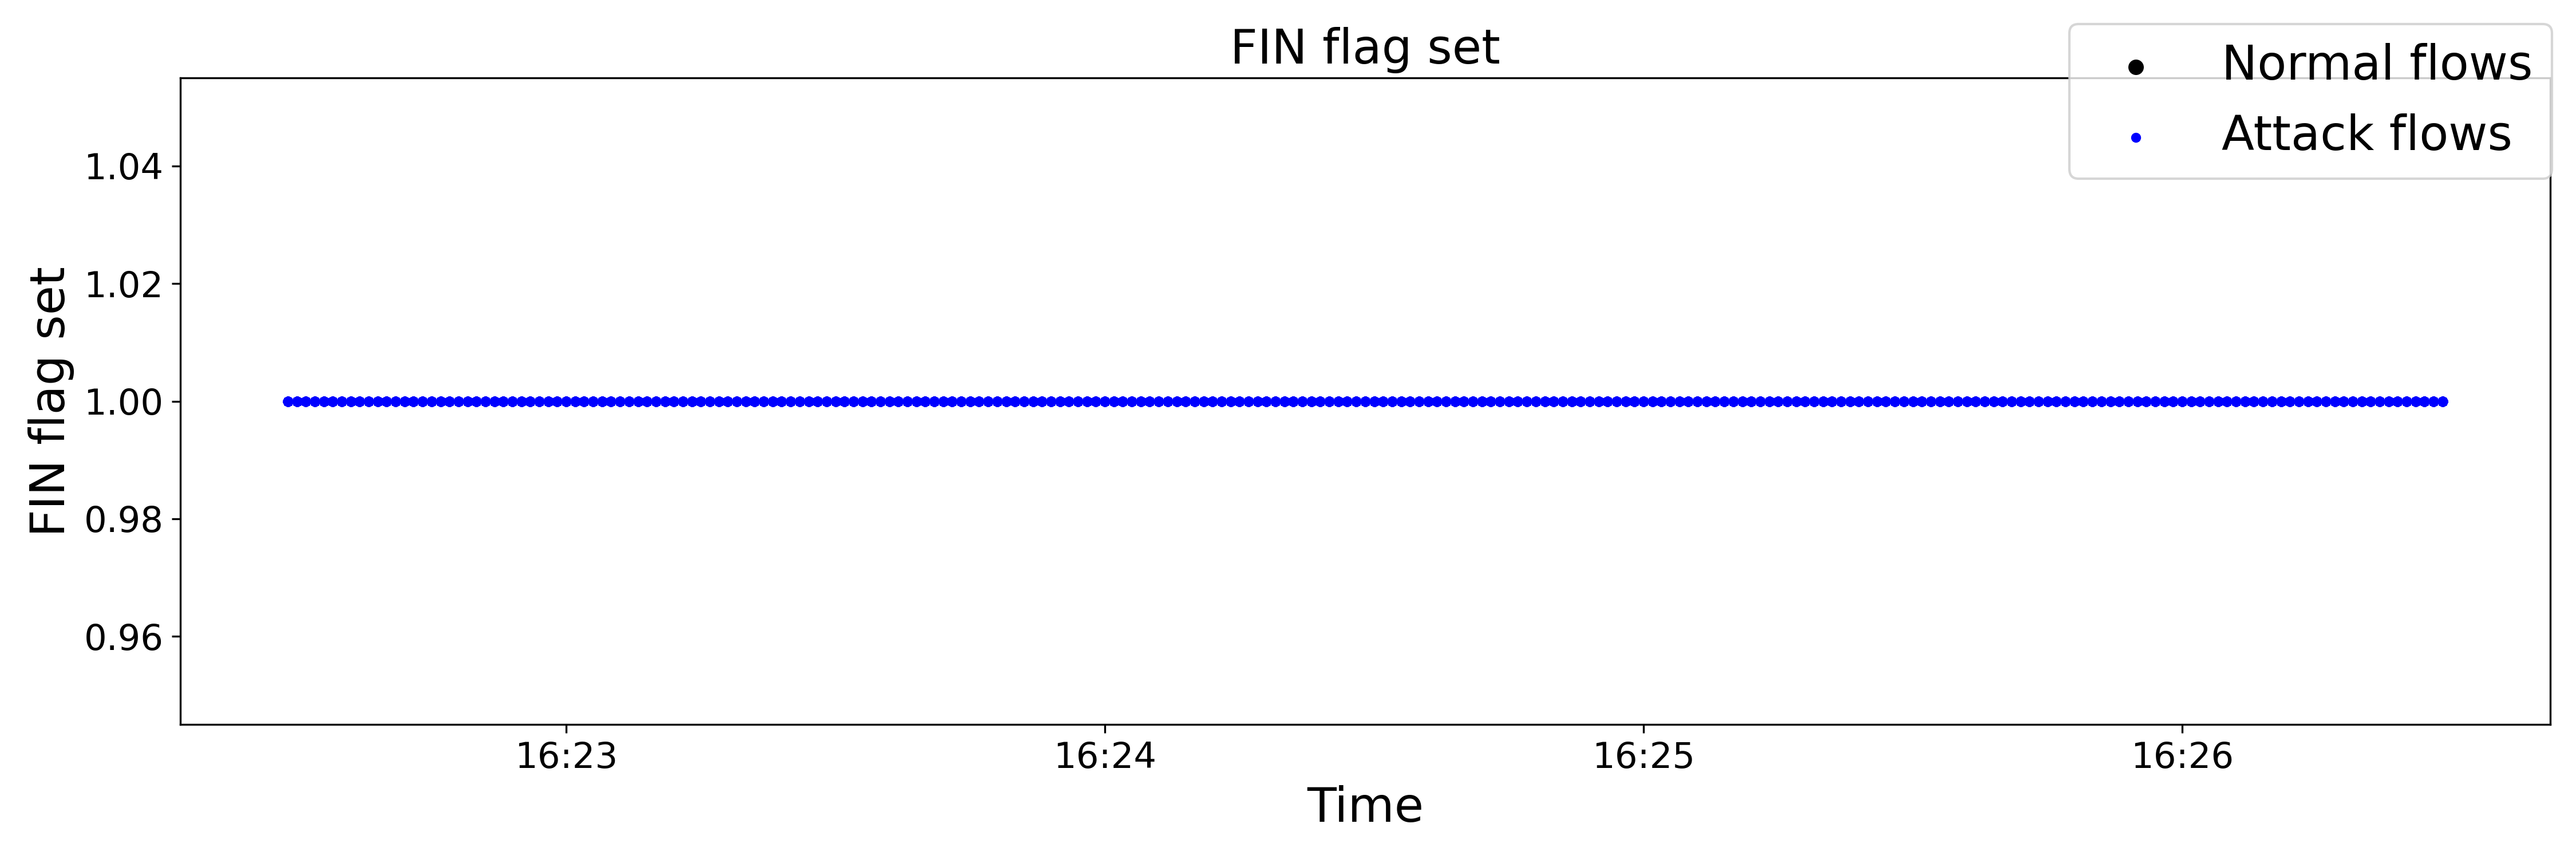 FIN flag set
Normal flows
Attack flows
FIN flag set
1.04
1.02
1.00
0.98
0.96
16:23
16:24
16:25
16:26
Time